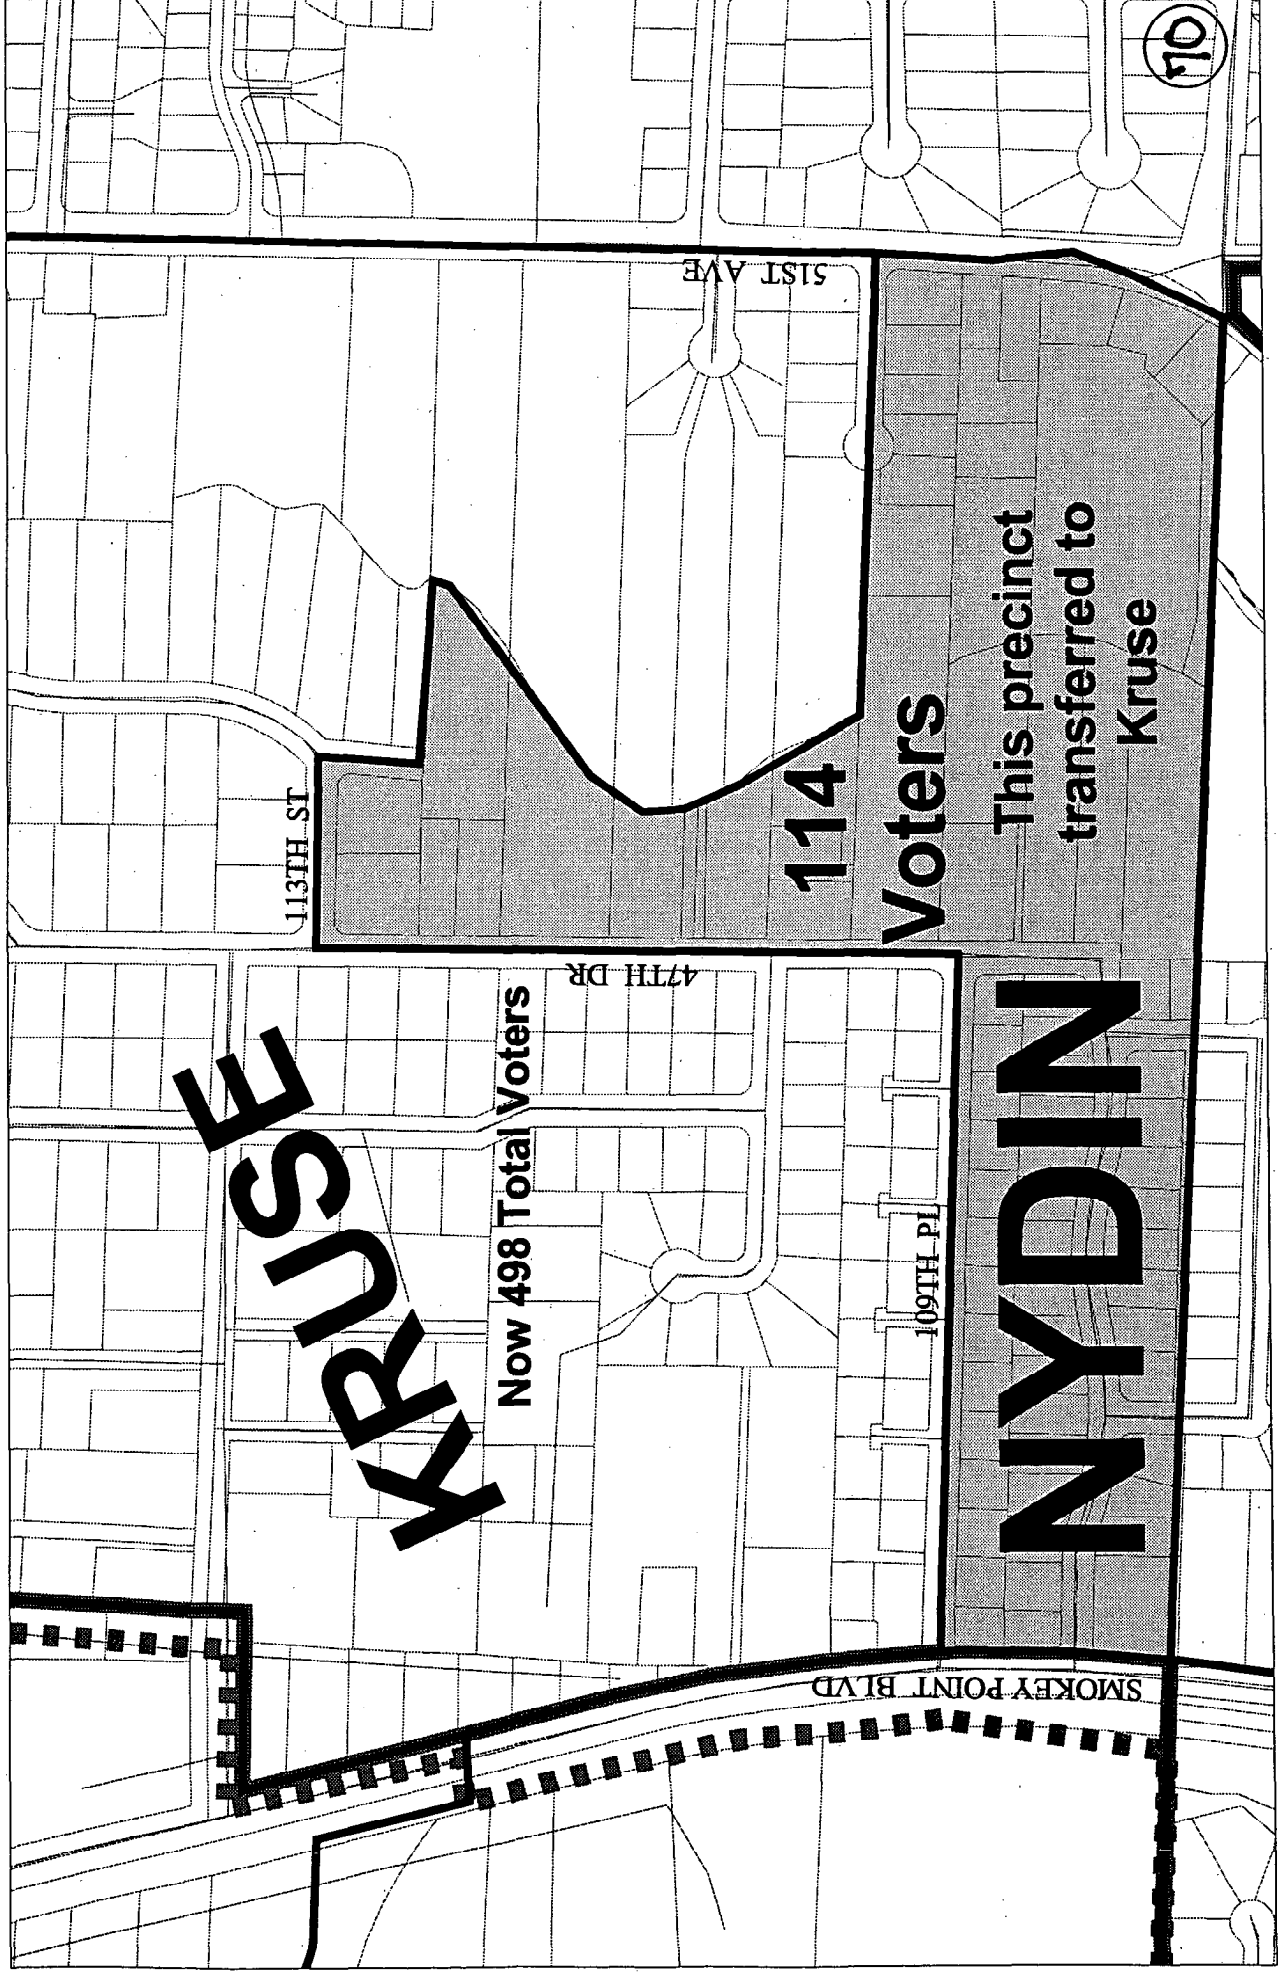 70
51ST AVE
113TH ST
114
Voters
This precinct
transferred to
Kruse
47TH DR
KRUSE
Now 498 Total Voters
109TH PL
NYDIN
SMOKEY POINT BLVD